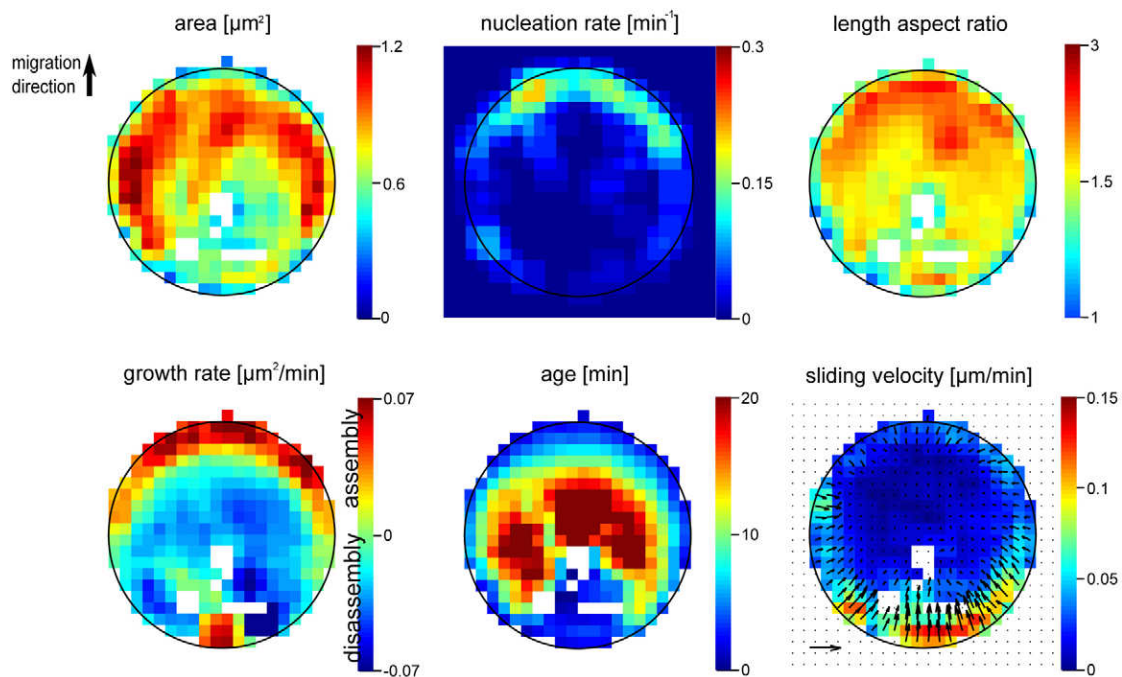 area [µm²]
nucleation rate [min⁻¹]
length aspect ratio
migration
direction
1.2
0.6
0
0.3
0.15
0
3
1.5
1
growth rate [µm²/min]
age [min]
sliding velocity [µm/min]
0.07
0
-0.07
assembly
disassembly
20
10
0
0.15
0.1
0.05
0